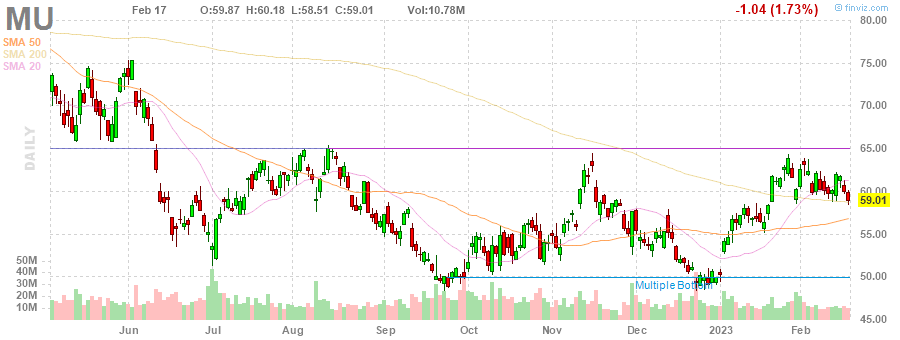 MU Feb 17 O:59.87 H:60.18 L:58.51 C:59.01 Vol:10.78M -1.04 (1.73%) finviz.com
SMA 50
SMA 200
SMA 20
DAILY
80.00
75.00
70.00
65.00
60.00
59.01
55.00
50.00
45.00
50M
40M
30M
20M
10M
Multiple Bottom
Jun Jul Aug Sep Oct Nov Dec 2023 Feb